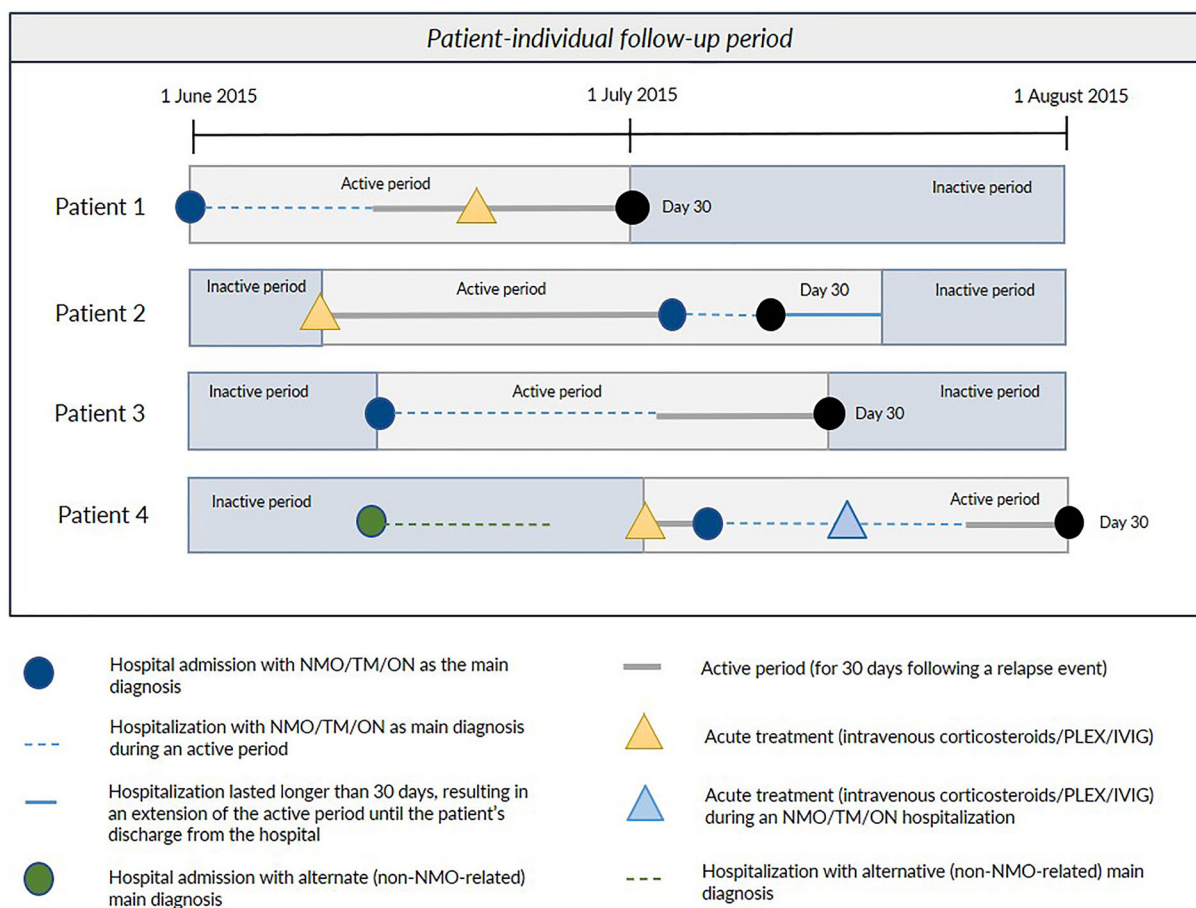 Patient-individual follow-up period
1 June 2015
1 July 2015
1 August 2015
Patient 1
Active period
Day 30
Inactive period
Patient 2
Inactive period
Active period
Day 30
Inactive period
Patient 3
Inactive period
Active period
Day 30
Inactive period
Patient 4
Inactive period
Active period
Day 30
Hospital admission with NMO/TM/ON as the main
diagnosis
Hospitalization with NMO/TM/ON as main diagnosis
during an active period
Hospitalization lasted longer than 30 days, resulting in
an extension of the active period until the patient's
discharge from the hospital
Hospital admission with alternate (non-NMO-related)
main diagnosis
Active period (for 30 days following a relapse event)
Acute treatment (intravenous corticosteroids/PLEX/IVIG)
Acute treatment (intravenous corticosteroids/PLEX/IVIG)
during an NMO/TM/ON hospitalization
Hospitalization with alternative (non-NMO-related) main
diagnosis